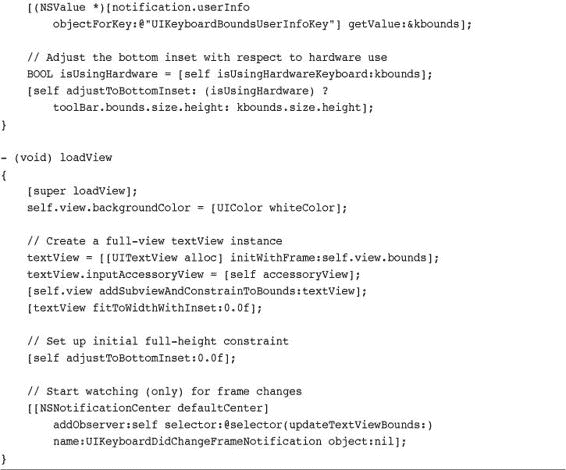 [(NSValue *)[notification.userInfo
objectForKey:@"UIKeyboardBoundsUserInfoKey"] getValue:&kbounds];
// Adjust the bottom inset with respect to hardware use
BOOL isUsingHardware = [self isUsingHardwareKeyboard:kbounds];
[self adjustToBottomInset: (isUsingHardware) ?
toolBar.bounds.size.height: kbounds.size.height];
}
- (void) loadView
{
[super loadView];
self.view.backgroundColor = [UIColor whiteColor];
// Create a full-view textView instance
textView = [[UITextView alloc] initWithFrame:self.view.bounds];
textView.inputAccessoryView = [self accessoryView];
[self.view addSubviewAndConstrainToBounds:textView];
[textView fitToWidthWithInset:0.0f];
// Set up initial full-height constraint
[self adjustToBottomInset:0.0f];
// Start watching (only) for frame changes
[[NSNotificationCenter defaultCenter]
addObserver:self selector:@selector(updateTextViewBounds:)
name:UIKeyboardDidChangeFrameNotification object:nil];
}